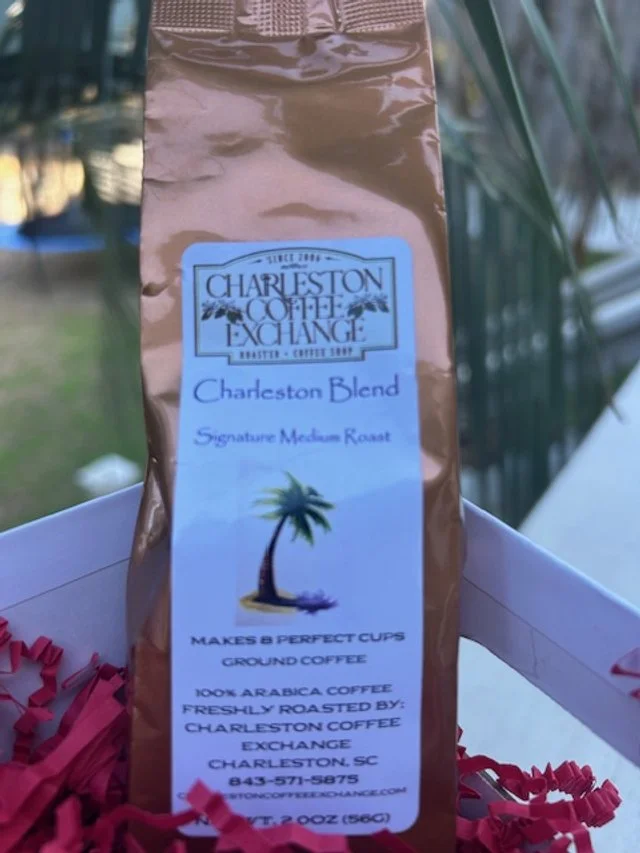 SINCE 2006
CHARLESTON
COFFEE
EXCHANGE
ROASTER • COFFEE SHOP
Charleston Blend
Signature Medium Roast
MAKES 8 PERFECT CUPS
GROUND COFFEE
100% ARABICA COFFEE
FRESHLY ROASTED BY:
CHARLESTON COFFEE
EXCHANGE
CHARLESTON, SC
843-571-5875
2.0OZ (56G)